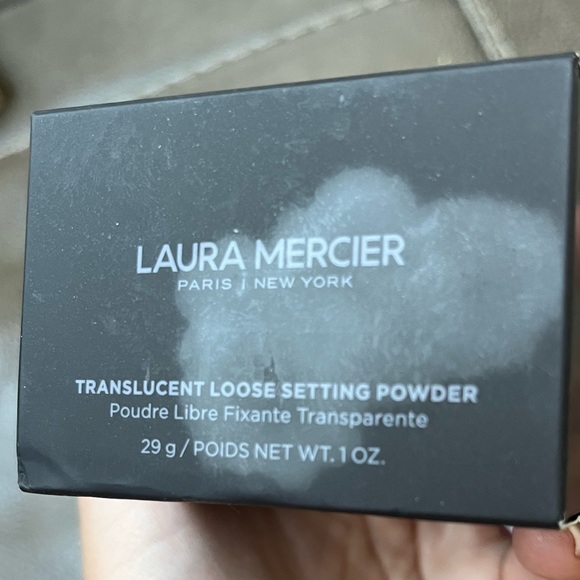 LAURA MERCIER
PARIS | NEW YORK
TRANSLUCENT LOOSE SETTING POWDER
Poudre Libre Fixante Transparente
29 g / POIDS NET WT. 1 OZ.